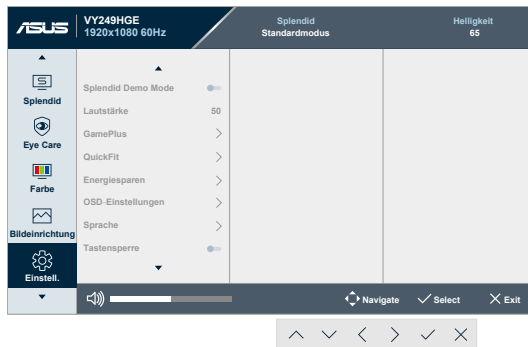 ASUS
VY249HGE
1920x1080 60Hz
Splendid
Standardmodus
Helligkeit
65
Splendid
Eye Care
Farbe
Bildeinrichtung
Einstell.
Splendid Demo Mode
Lautstärke 50
GamePlus
QuickFit
Energiesparen
OSD-Einstellungen
Sprache
Tastensperre
Navigate
Select
Exit